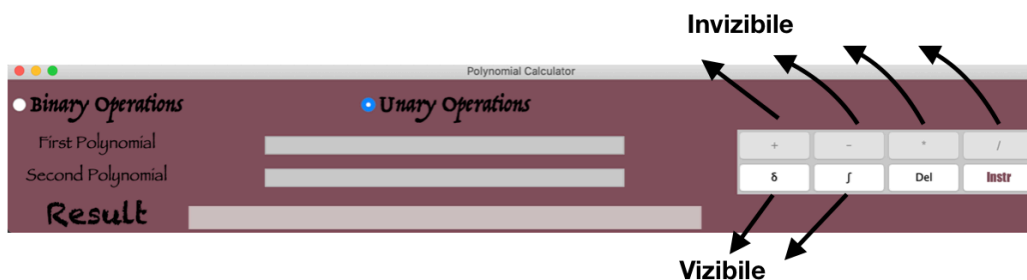 Invizibile
Polynomial Calculator
Binary Operations Unary Operations
First Polynomial
+ - * /
Second Polynomial
δ ∫ Del Instr
Result
Vizibile